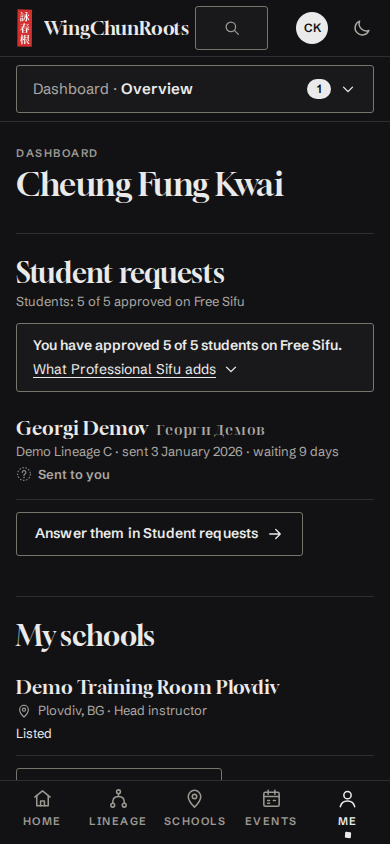 詠春根
WingChunRoots
CK
Dashboard · Overview
1
DASHBOARD
Cheung Fung Kwai
Student requests
Students: 5 of 5 approved on Free Sifu
You have approved 5 of 5 students on Free Sifu.
What Professional Sifu adds
Georgi Demov Георги Демов
Demo Lineage C · sent 3 January 2026 · waiting 9 days
Sent to you
Answer them in Student requests
My schools
Demo Training Room Plovdiv
Plovdiv, BG · Head instructor
Listed
HOME LINEAGE SCHOOLS EVENTS ME